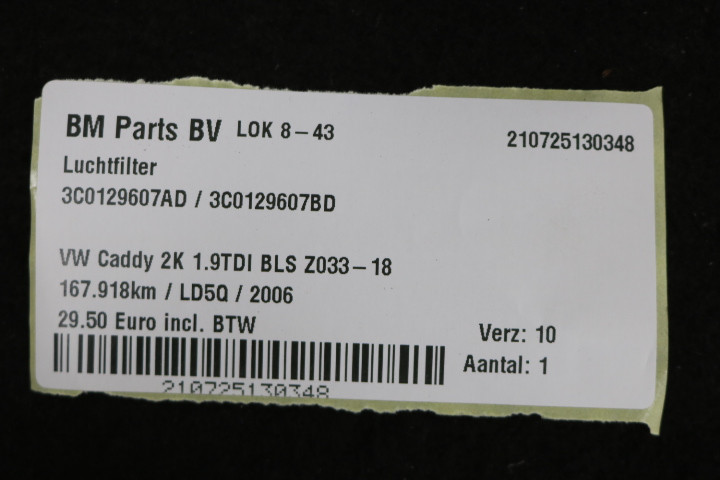 BM Parts BV LOK 8-43
210725130348
Luchtfilter
3C0129607AD / 3C0129607BD
VW Caddy 2K 1.9TDI BLS Z033-18
167.918km / LD5Q / 2006
29.50 Euro incl. BTW
Verz: 10
Aantal: 1
210725130348